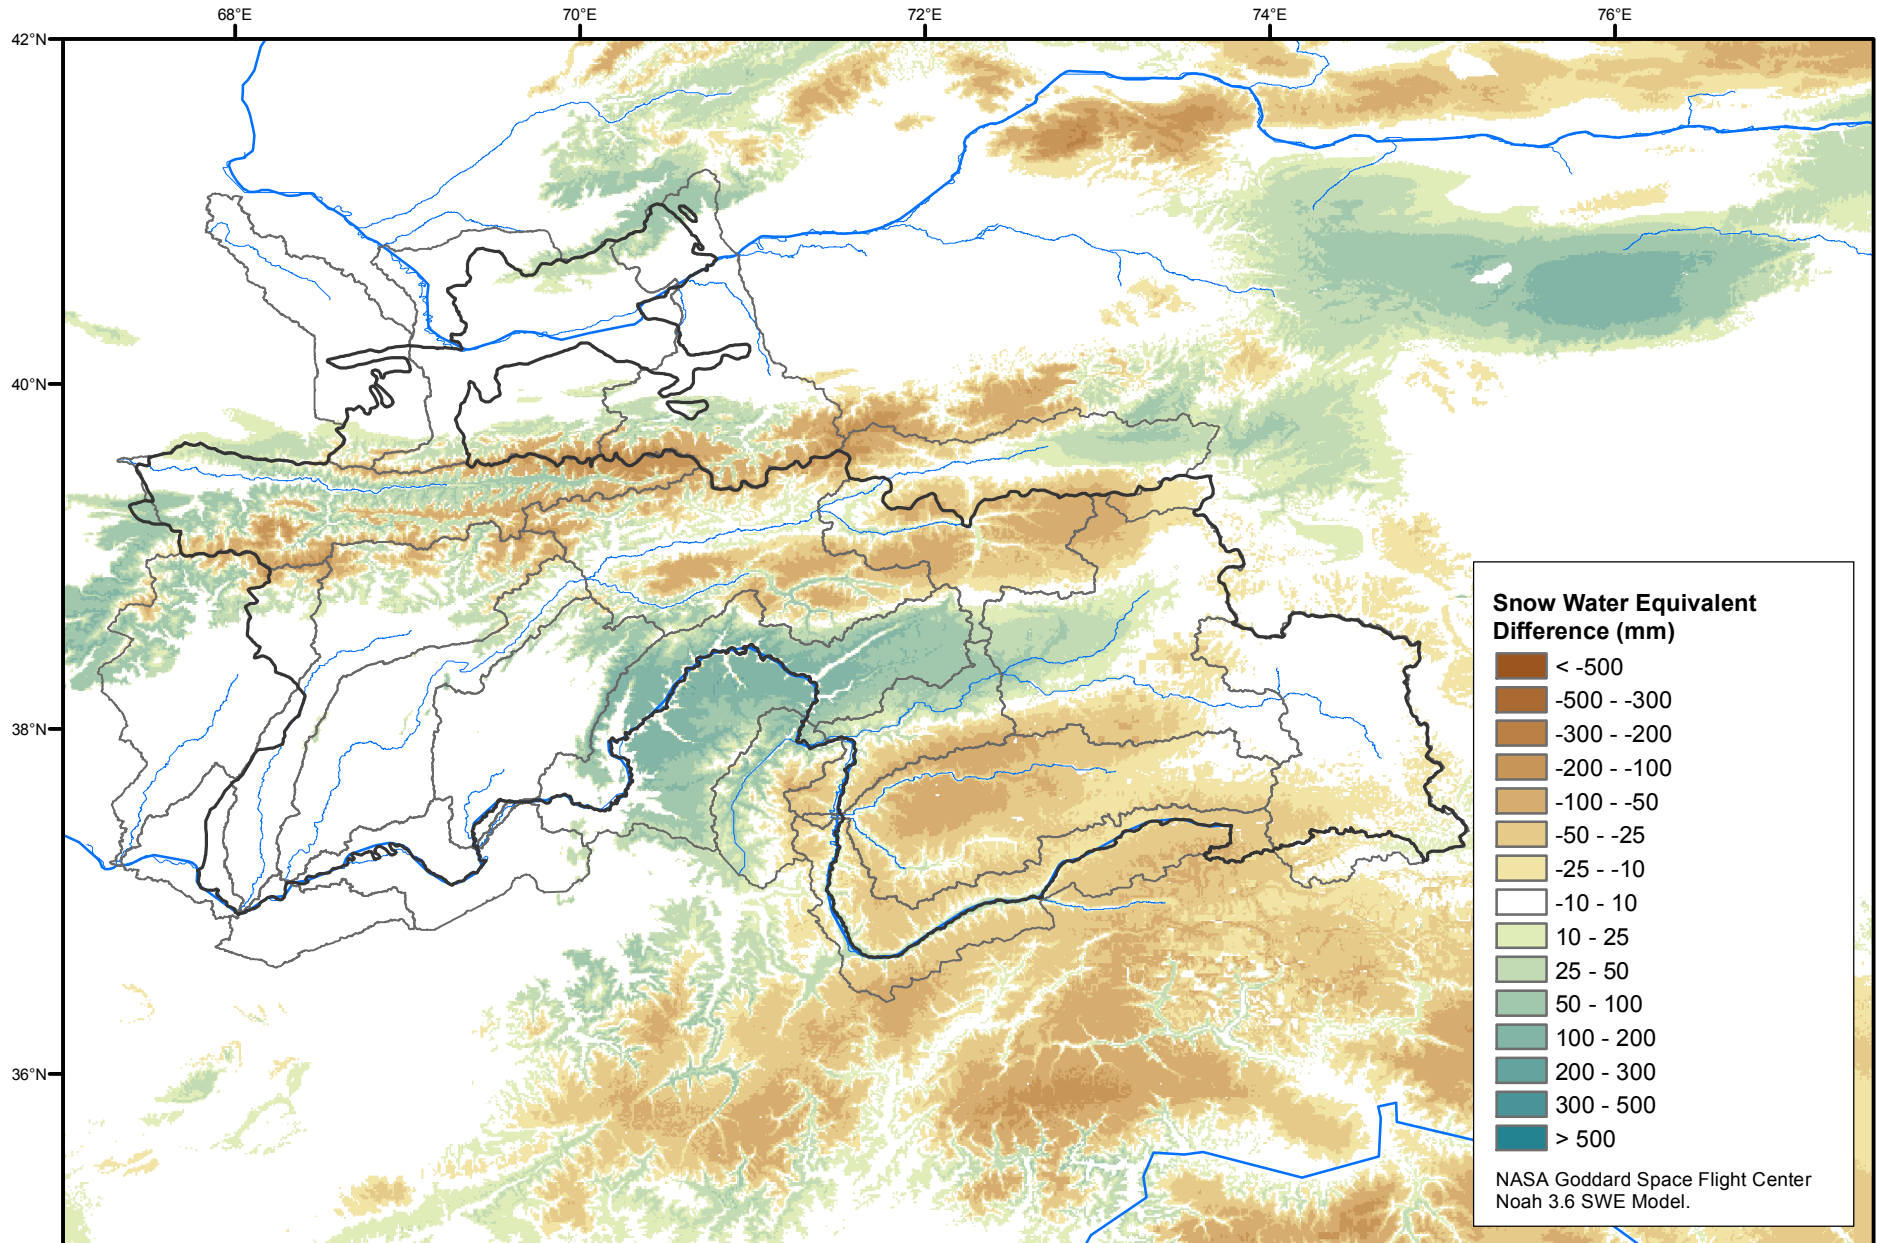 68°E
70°E
72°E
74°E
76°E
42°N
40°N
38°N
36°N
Snow Water Equivalent
Difference (mm)
< -500
-500 - -300
-300 - -200
-200 - -100
-100 - -50
-50 - -25
-25 - -10
-10 - 10
10 - 25
25 - 50
50 - 100
100 - 200
200 - 300
300 - 500
> 500
NASA Goddard Space Flight Center
Noah 3.6 SWE Model.